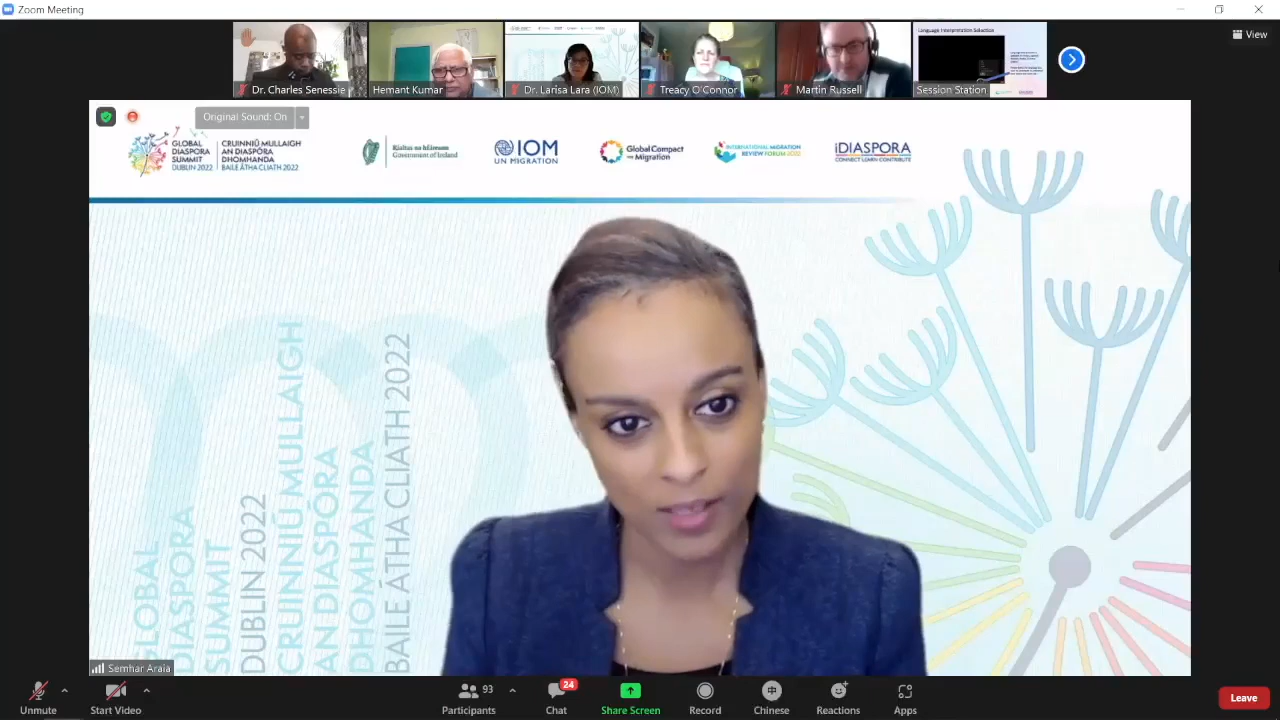 Zoom Meeting
View
Dr. Charles Senessie
Hemant Kumar
Dr. Larisa Lara (IOM)
Treacy O'Connor
Martin Russell
Language Interpretation Selection
Session Station
Original Sound: On
GLOBAL
DIASPORA
SUMMIT
DUBLIN 2022
CRUINNIÚ MULLAIGH
AN DIASPÓRA
DHOMHANDA
BAILE ÁTHA CLIATH 2022
Rialtas na hÉireann
Government of Ireland
IOM
UN MIGRATION
Global Compact
for Migration
INTERNATIONAL MIGRATION
REVIEW FORUM 2022
iDIASPORA
CONNECT LEARN CONTRIBUTE
GLOBAL
DIASPORA
SUMMIT
DUBLIN 2022
CRUINNIÚ MULLAIGH
AN DIASPÓRA
DHOMHANDA
BAILE ÁTHA CLIATH 2022
Semhar Araia
Unmute
Start Video
93
Participants
24
Chat
Share Screen
Record
中
Chinese
Reactions
Apps
Leave